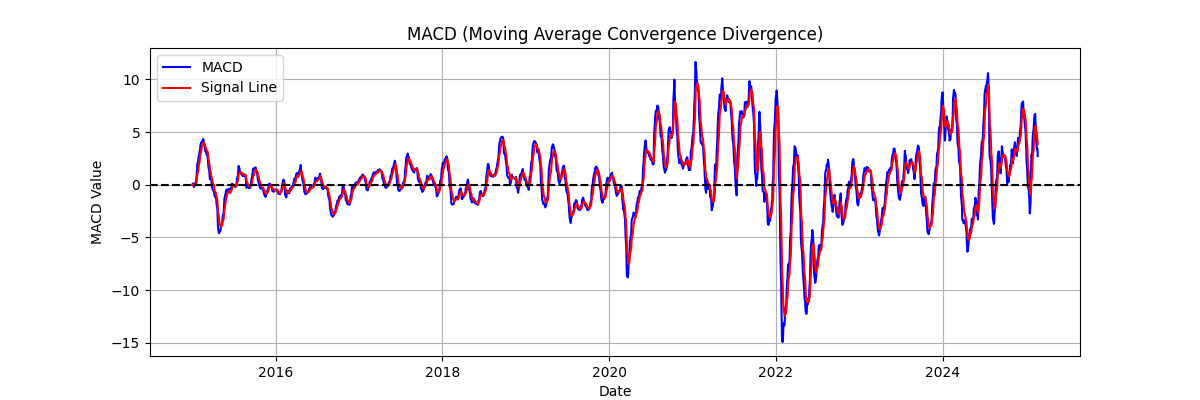 MACD (Moving Average Convergence Divergence)
MACD
Signal Line
MACD Value
10
5
0
−5
−10
−15
2016
2018
2020
2022
2024
Date